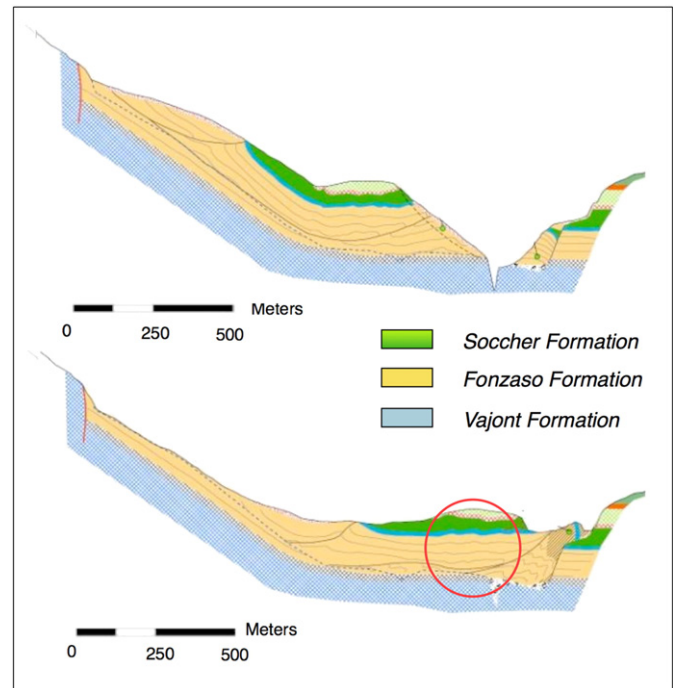 Meters
0 250 500
Soccher Formation
Fonzaso Formation
Vajont Formation
Meters
0 250 500